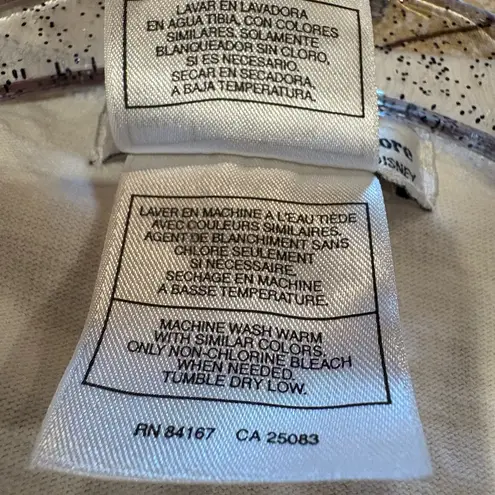 LAVAR EN LAVADORA
EN AGUA TIBIA, CON COLORES
SIMILARES. SOLAMENTE
BLANQUEADOR SIN CLORO,
SI ES NECESARIO.
SECAR EN SECADORA
A BAJA TEMPERATURA.
ore
DISNEY
LAVER EN MACHINE A L'EAU TIÈDE
AVEC COULEURS SIMILAIRES.
AGENT DE BLANCHIMENT SANS
CHLORE SEULEMENT
SI NÉCESSAIRE.
SECHAGE EN MACHINE
A BASSE TEMPERATURE.
MACHINE WASH WARM
WITH SIMILAR COLORS.
ONLY NON-CHLORINE BLEACH
WHEN NEEDED.
TUMBLE DRY LOW.
RN 84167 CA 25083